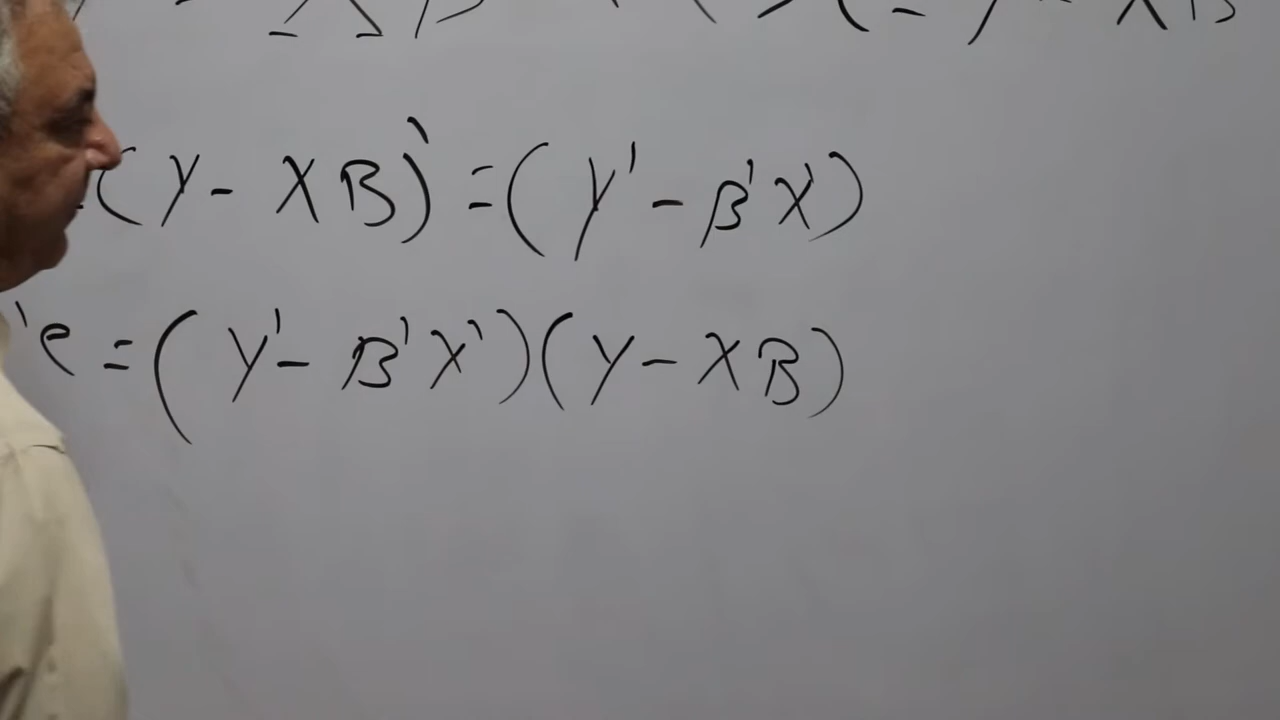 (Y - XB)' = (Y' - B'X')
'e = (Y' - B'X')(Y - XB)